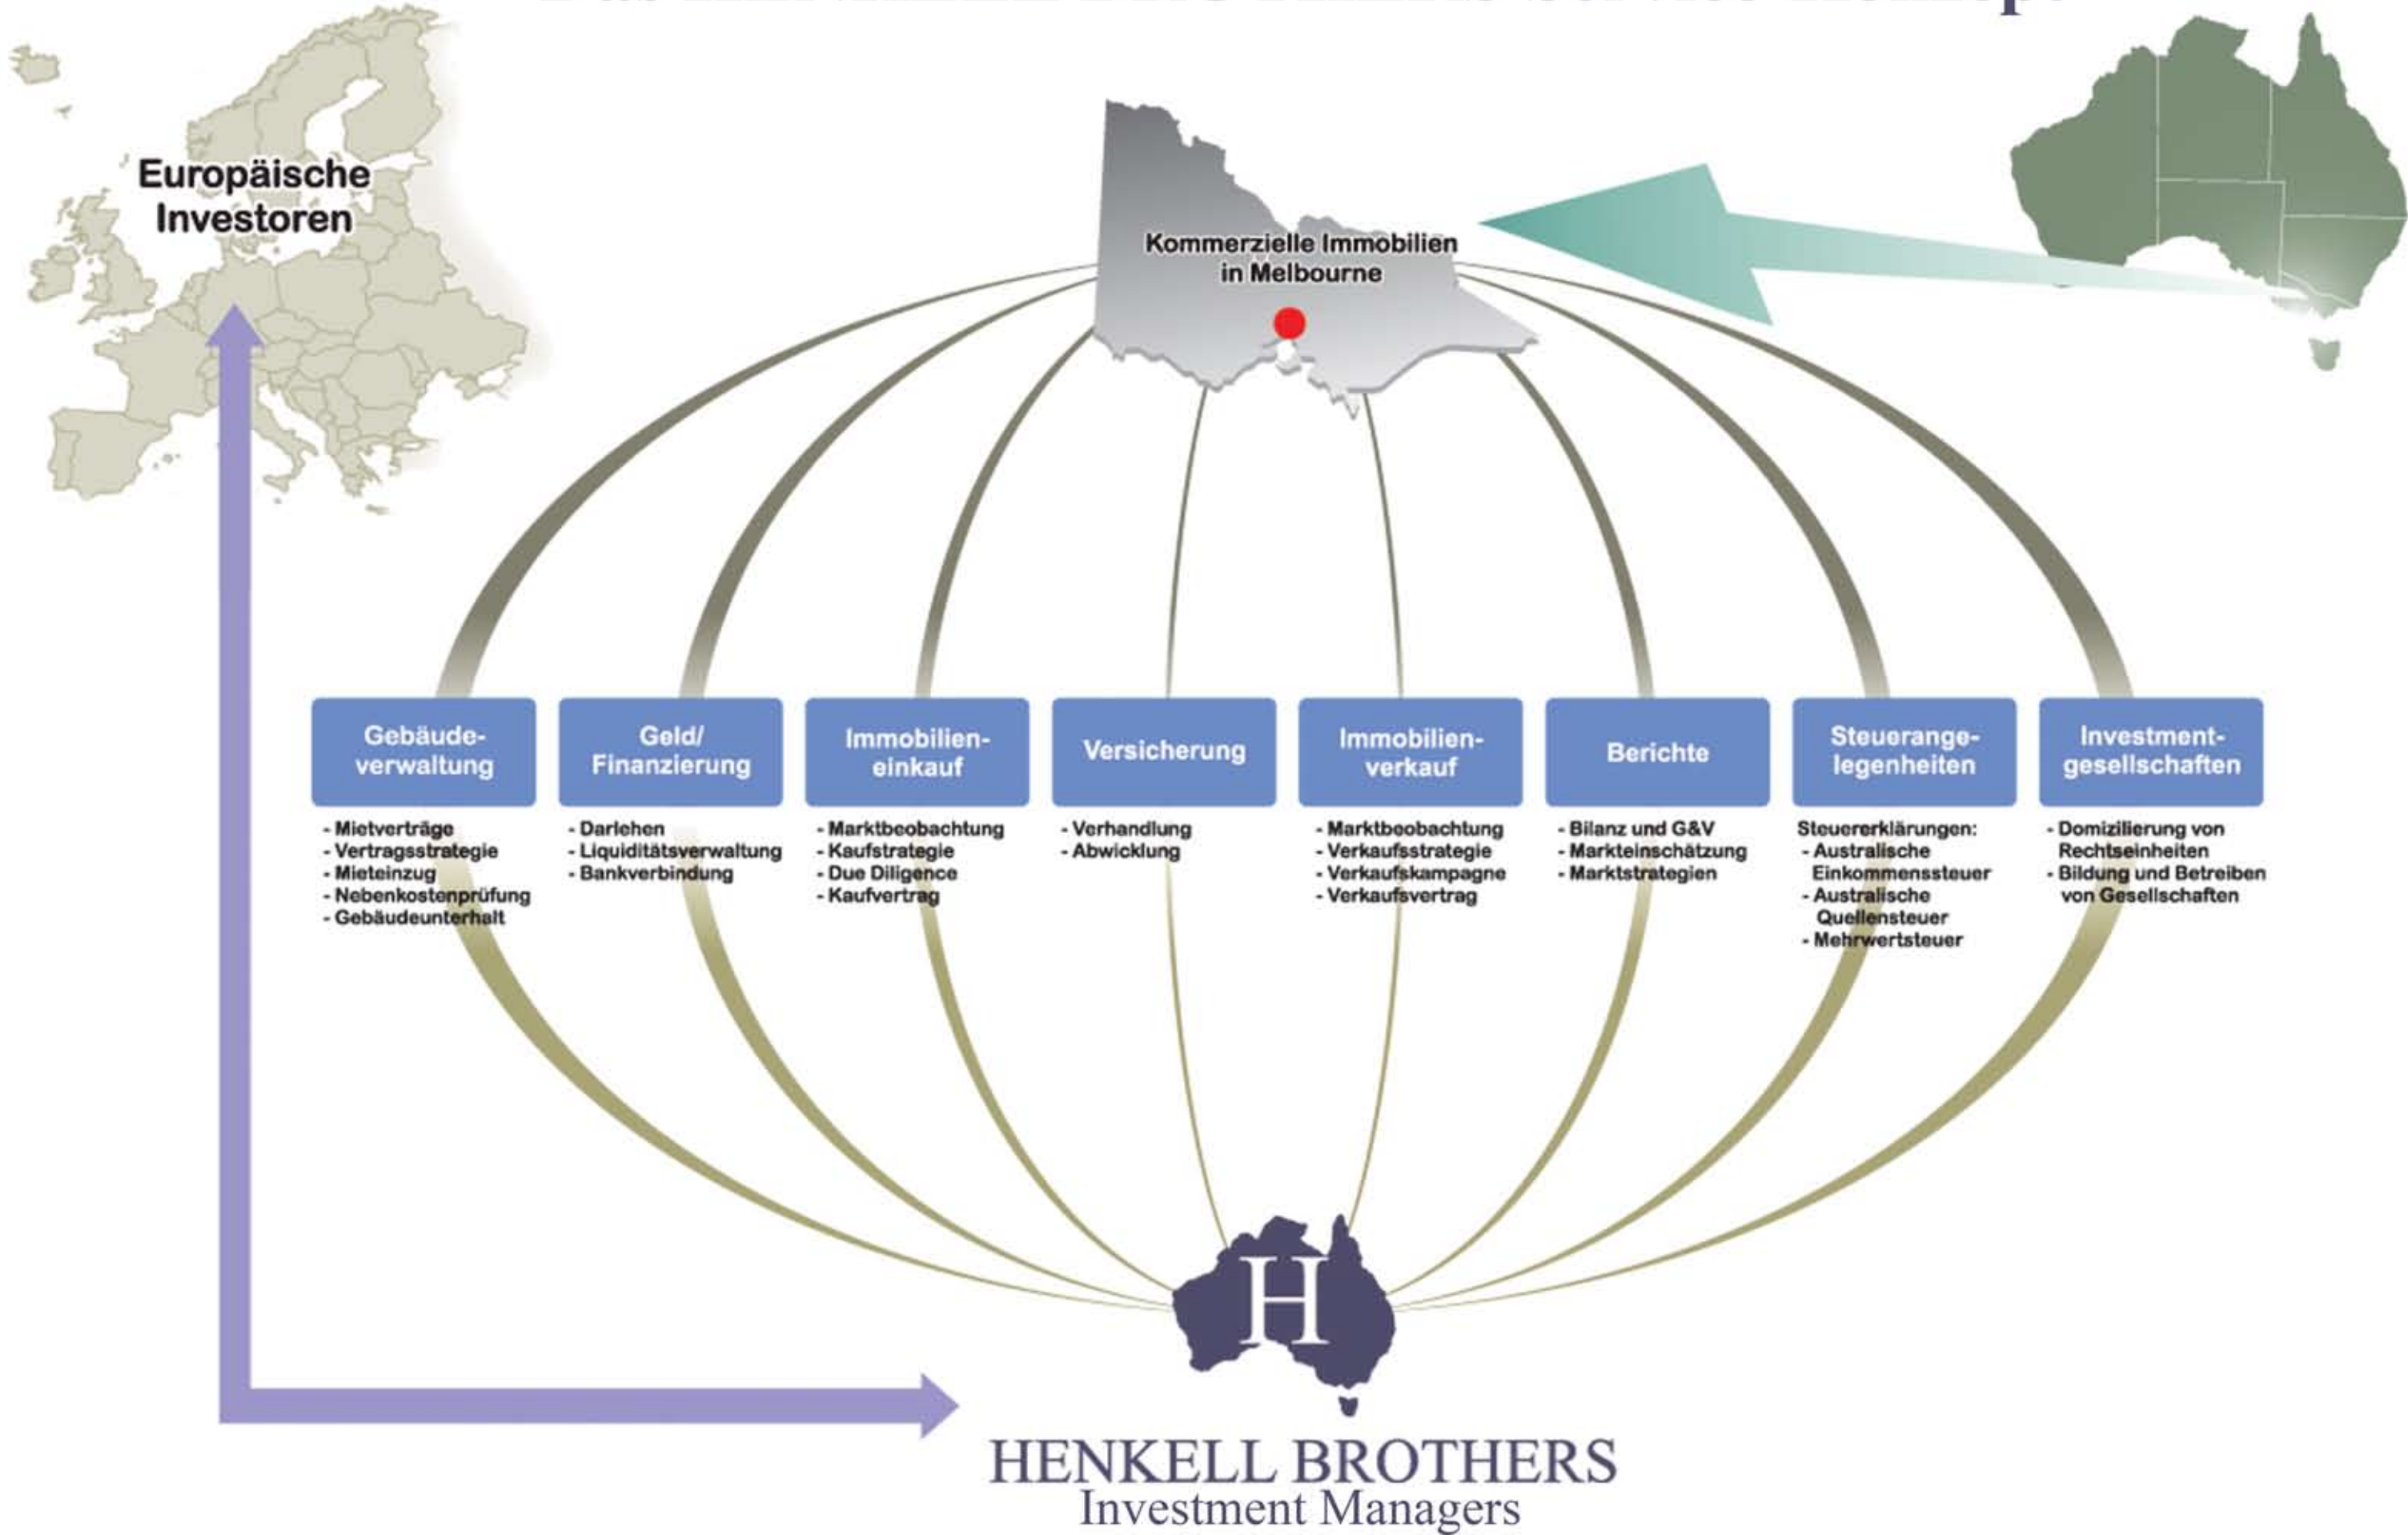 Europäische
Investoren
Kommerzielle Immobilien
in Melbourne
Gebäude-
verwaltung
- Mietverträge
- Vertragsstrategie
- Mieteinzug
- Nebenkostenprüfung
- Gebäudeunterhalt
Geld/
Finanzierung
- Darlehen
- Liquiditätsverwaltung
- Bankverbindung
Immobilien-
einkauf
- Marktbeobachtung
- Kaufstrategie
- Due Diligence
- Kaufvertrag
Versicherung
- Verhandlung
- Abwicklung
Immobilien-
verkauf
- Marktbeobachtung
- Verkaufsstrategie
- Verkaufskampagne
- Verkaufsvertrag
Berichte
- Bilanz und G&V
- Markteinschätzung
- Marktstrategien
Steuerange-
legenheiten
Steuererklärungen:
- Australische
Einkommenssteuer
- Australische
Quellensteuer
- Mehrwertsteuer
Investment-
gesellschaften
- Domizilierung von
Rechtseinheiten
- Bildung und Betreiben
von Gesellschaften
H
HENKELL BROTHERS
Investment Managers